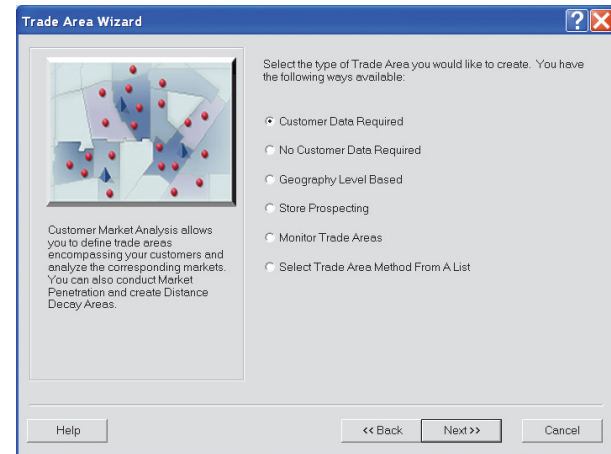 Trade Area Wizard
Select the type of Trade Area you would like to create. You have
the following ways available:
Customer Data Required
No Customer Data Required
Geography Level Based
Store Prospecting
Monitor Trade Areas
Select Trade Area Method From A List
Customer Market Analysis allows
you to define trade areas
encompassing your customers and
analyze the corresponding markets.
You can also conduct Market
Penetration and create Distance
Decay Areas.
Help
<< Back
Next >>
Cancel